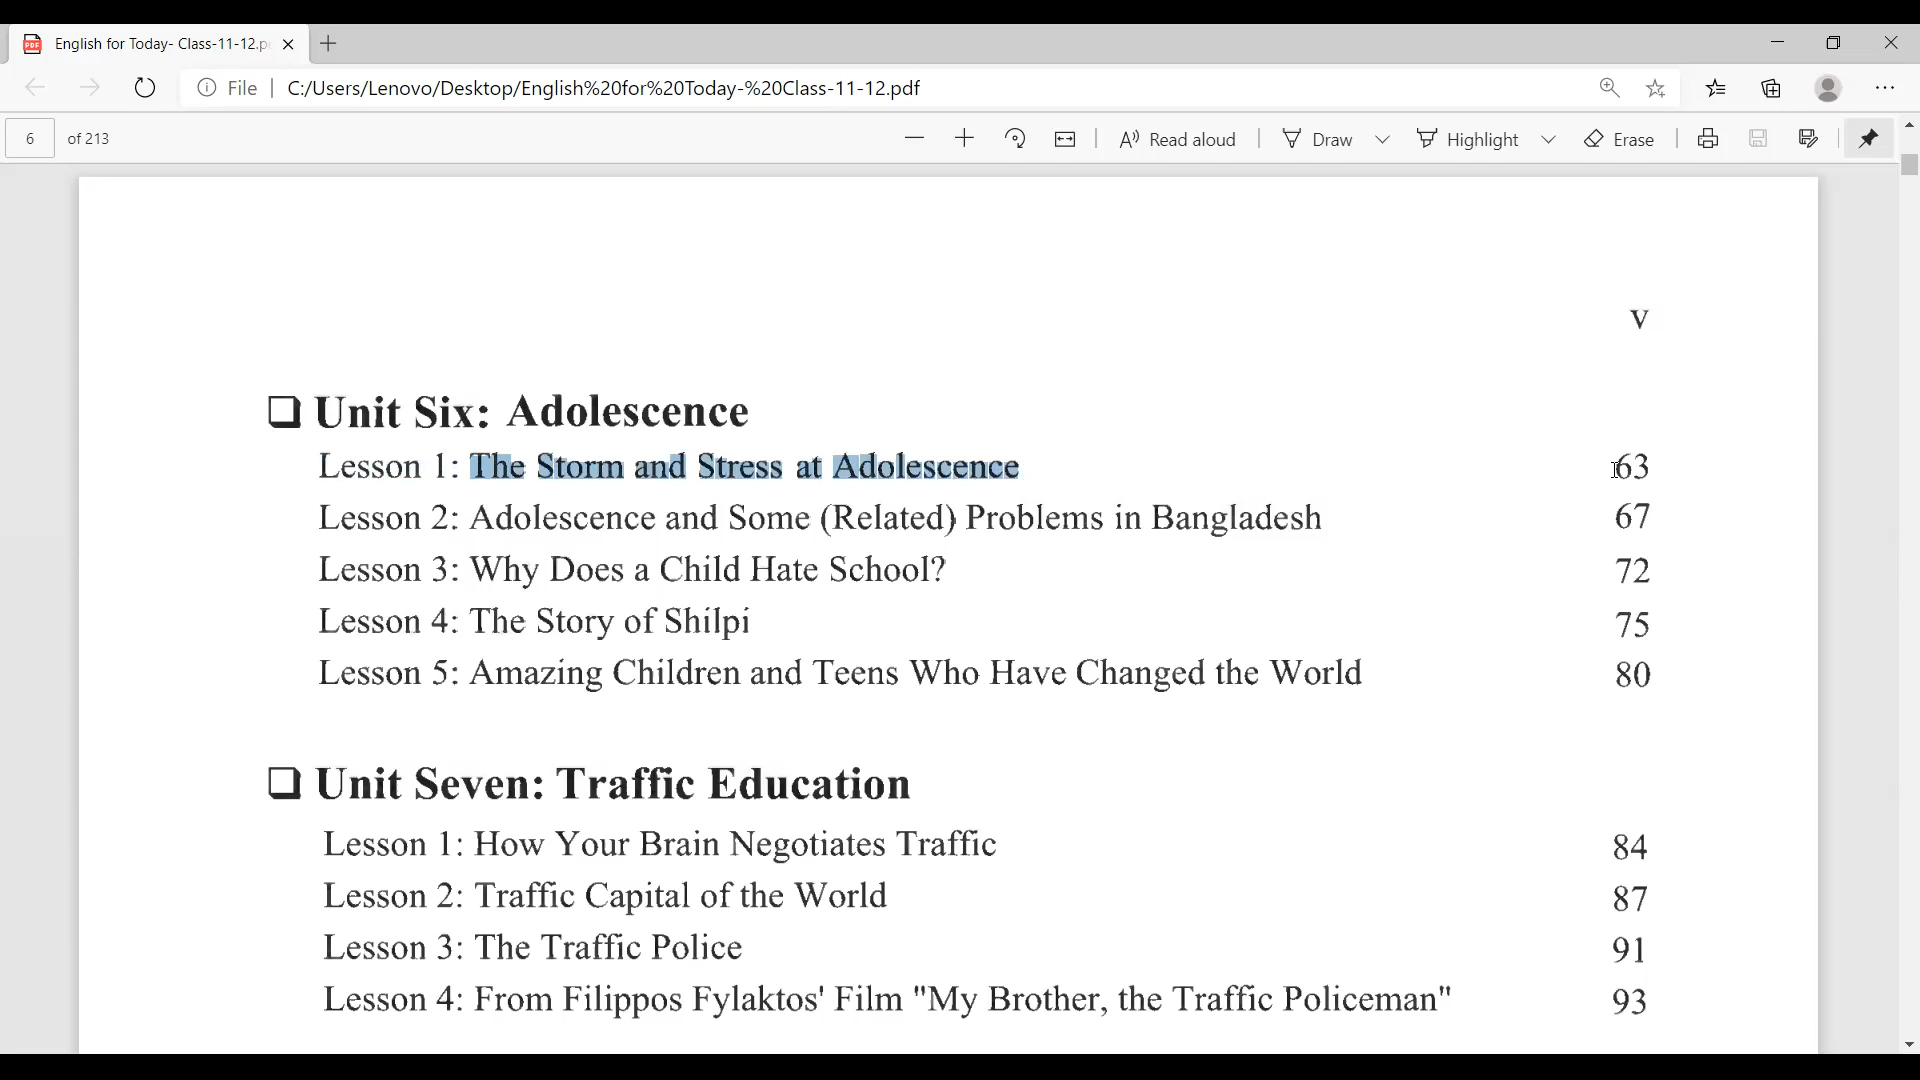 English for Today- Class-11-12.p
File
C:/Users/Lenovo/Desktop/English%20for%20Today-%20Class-11-12.pdf
6 of 213
Read aloud
Draw
Highlight
Erase
v
Unit Six: Adolescence
Lesson 1: The Storm and Stress at Adolescence 63
Lesson 2: Adolescence and Some (Related) Problems in Bangladesh 67
Lesson 3: Why Does a Child Hate School? 72
Lesson 4: The Story of Shilpi 75
Lesson 5: Amazing Children and Teens Who Have Changed the World 80
Unit Seven: Traffic Education
Lesson 1: How Your Brain Negotiates Traffic 84
Lesson 2: Traffic Capital of the World 87
Lesson 3: The Traffic Police 91
Lesson 4: From Filippos Fylaktos' Film "My Brother, the Traffic Policeman" 93